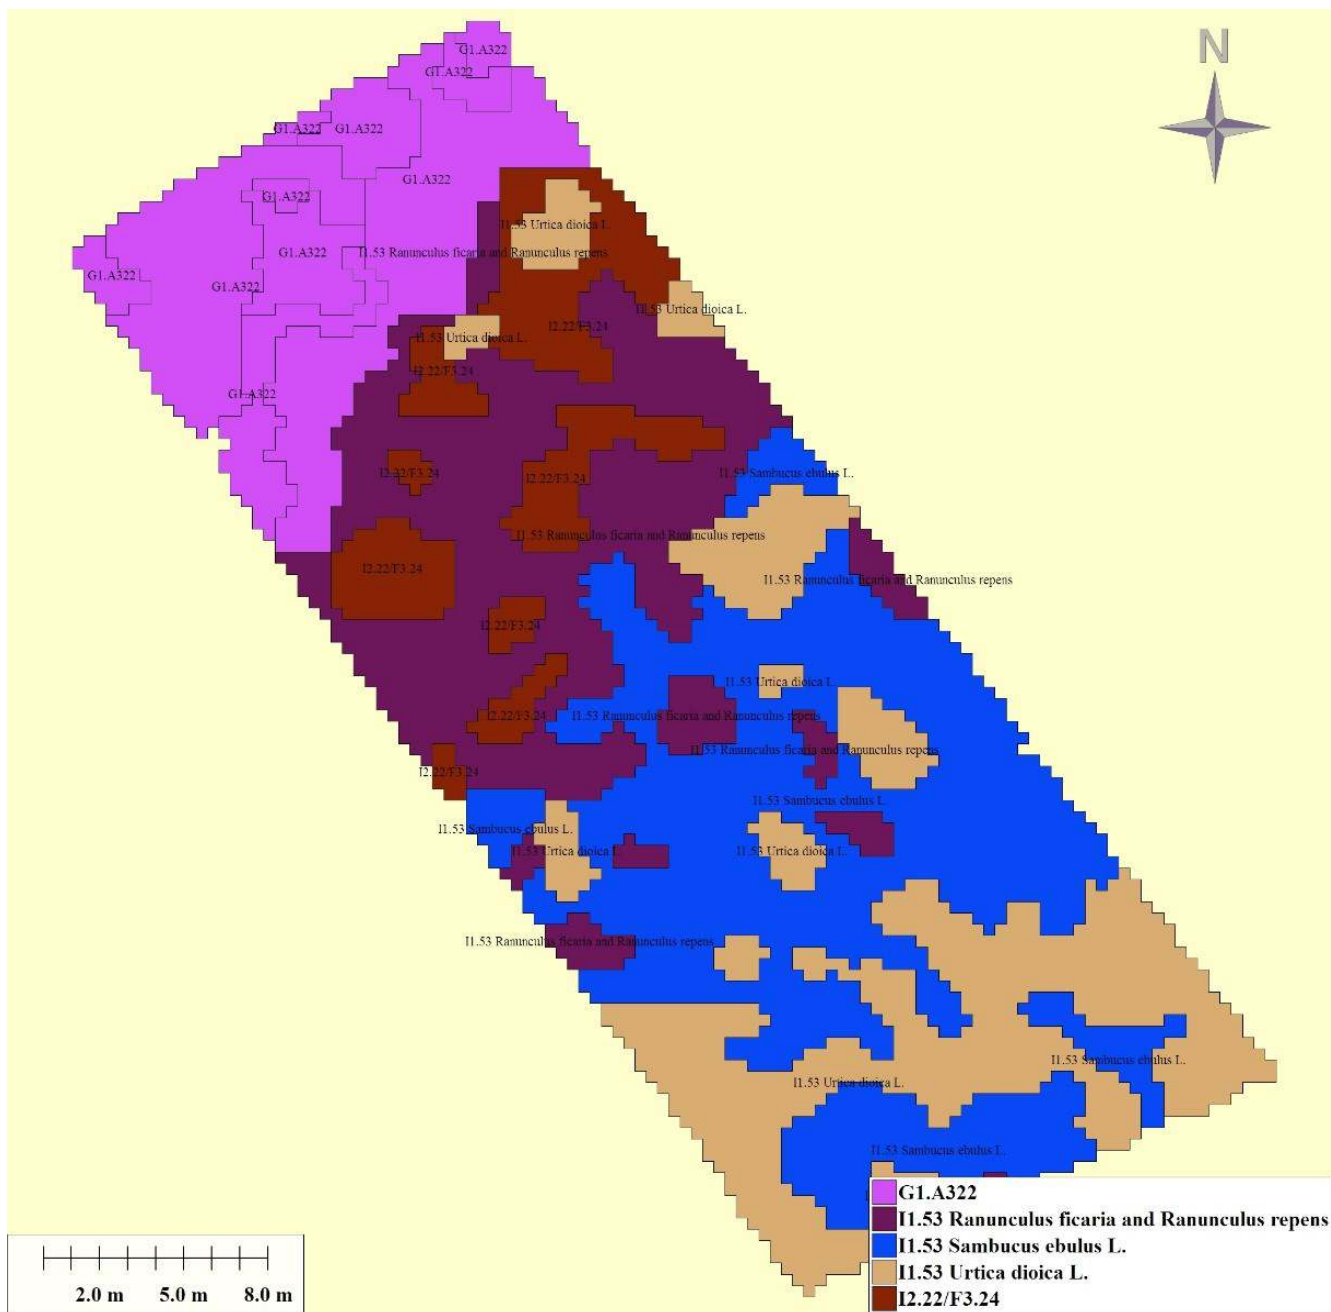 N
G1.A322
G1.A322
G1.A322
G1.A322
G1.A322
G1.A322
I1.53 Urtica dioica L.
G1.A322
I1.53 Ranunculus ficaria and Ranunculus repens
G1.A322
G1.A322
I1.53 Urtica dioica L.
I2.22/F3.24
I1.53 Urtica dioica L.
I2.22/F3.24
G1.A322
I2.22/F3.24
I1.53 Sambucus ebulus L.
I2.22/F3.24
I1.53 Ranunculus ficaria and Ranunculus repens
I2.22/F3.24
I1.53 Ranunculus ficaria and Ranunculus repens
I2.22/F3.24
I1.53 Urtica dioica L.
I2.22/F3.24
I1.53 Ranunculus ficaria and Ranunculus repens
I1.53 Ranunculus ficaria and Ranunculus repens
I2.22/F3.24
I1.53 Sambucus ebulus L.
I1.53 Sambucus ebulus L.
I1.53 Urtica dioica L.
I1.53 Urtica dioica L.
I1.53 Ranunculus ficaria and Ranunculus repens
I1.53 Sambucus ebulus L.
I1.53 Urtica dioica L.
I1.53 Sambucus ebulus L.
G1.A322
I1.53 Ranunculus ficaria and Ranunculus repens
I1.53 Sambucus ebulus L.
I1.53 Urtica dioica L.
I2.22/F3.24
2.0 m 5.0 m 8.0 m